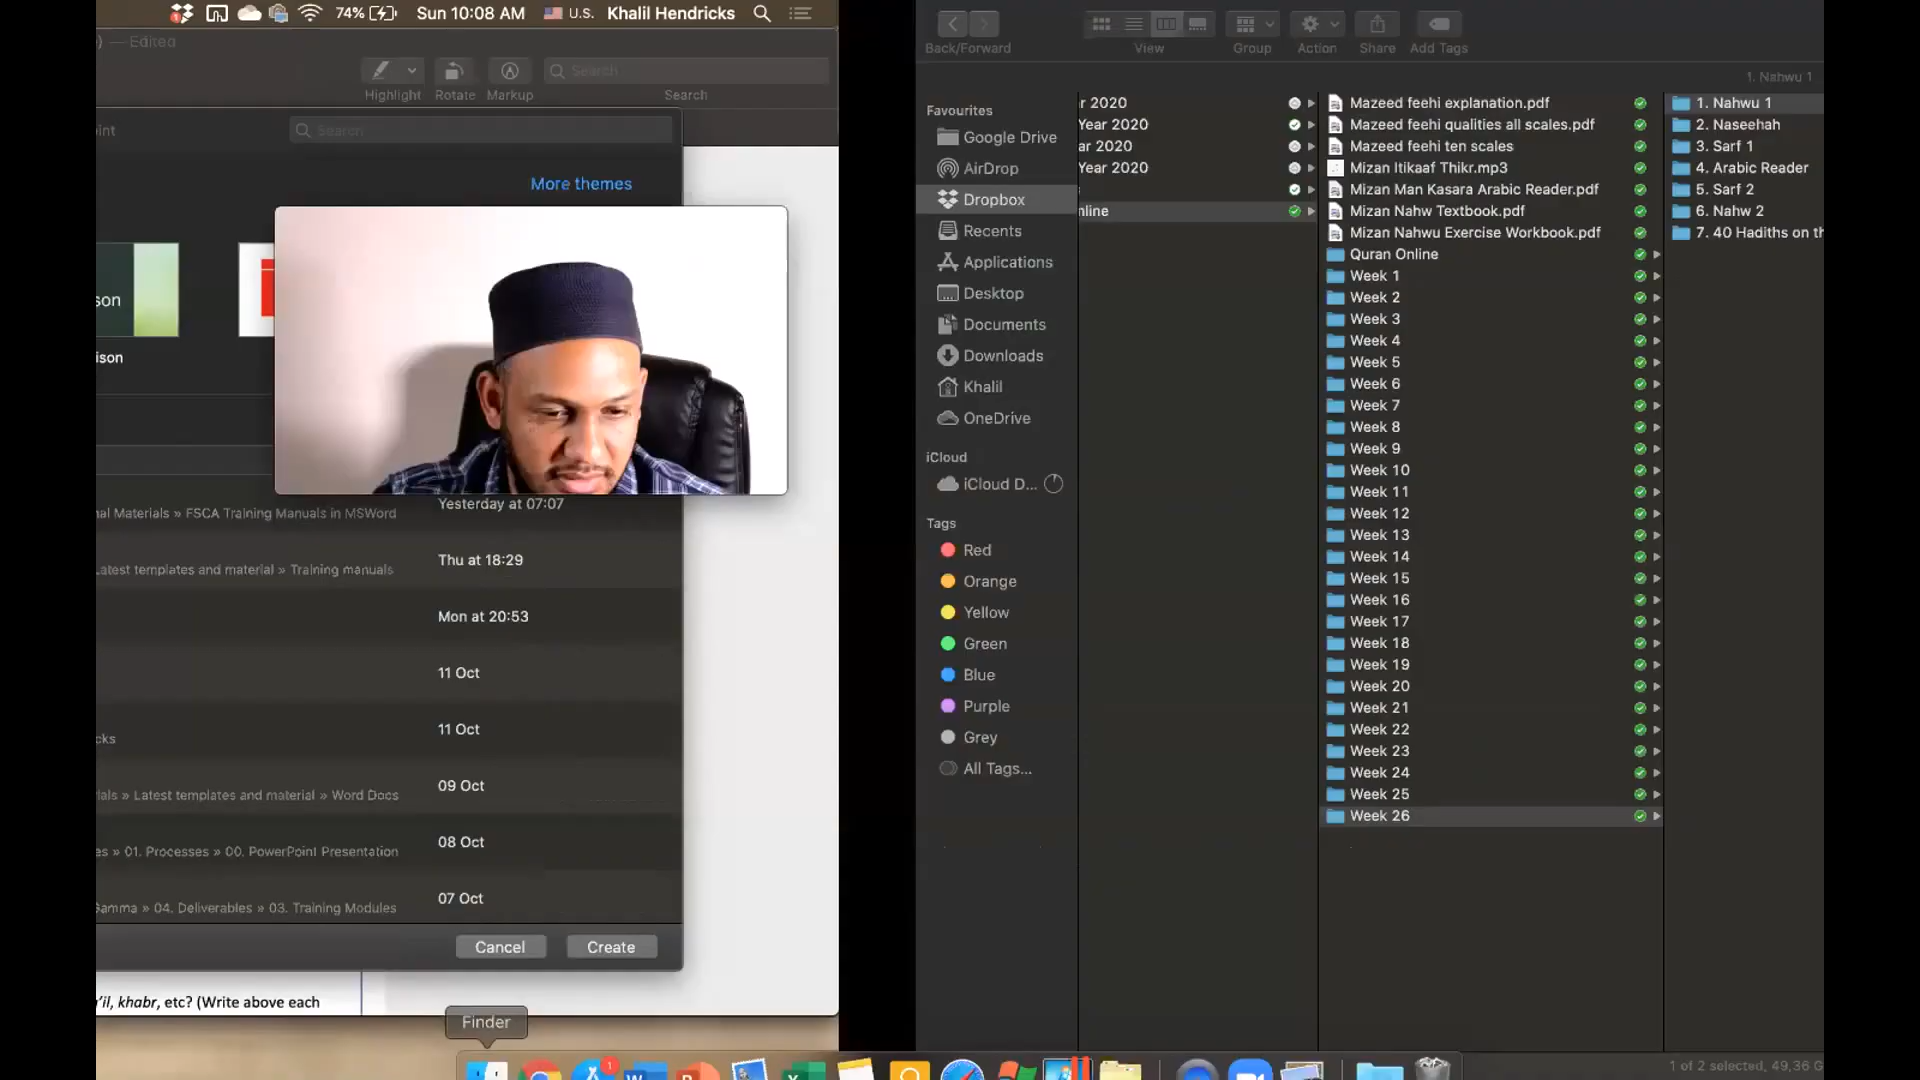 74%
Sun 10:08 AM
U.S.
Khalil Hendricks
) — Edited
Highlight
Rotate
Markup
Search
Search
Search
More themes
Yesterday at 07:07
» FSCA Training Manuals in MSWord
Thu at 18:29
Latest templates and material » Training manuals
Mon at 20:53
11 Oct
11 Oct
09 Oct
» Latest templates and material » Word Docs
08 Oct
» 01. Processes » 00. PowerPoint Presentation
07 Oct
Gamma » 04. Deliverables » 03. Training Modules
Cancel
Create
khabr, etc? (Write above each
Finder
Back/Forward
View
Group
Action
Share
Add Tags
1. Nahwu 1
Favourites
Google Drive
AirDrop
Dropbox
Recents
Applications
Desktop
Documents
Downloads
Khalil
OneDrive
iCloud
iCloud D...
Tags
Red
Orange
Yellow
Green
Blue
Purple
Grey
All Tags...
r 2020
Year 2020
ar 2020
Year 2020
nline
Mazeed feehi explanation.pdf
Mazeed feehi qualities all scales.pdf
Mazeed feehi ten scales
Mizan Itikaaf Thikr.mp3
Mizan Man Kasara Arabic Reader.pdf
Mizan Nahw Textbook.pdf
Mizan Nahwu Exercise Workbook.pdf
Quran Online
Week 1
Week 2
Week 3
Week 4
Week 5
Week 6
Week 7
Week 8
Week 9
Week 10
Week 11
Week 12
Week 13
Week 14
Week 15
Week 16
Week 17
Week 18
Week 19
Week 20
Week 21
Week 22
Week 23
Week 24
Week 25
Week 26
1. Nahwu 1
2. Naseehah
3. Sarf 1
4. Arabic Reader
5. Sarf 2
6. Nahw 2
7. 40 Hadiths on th
1 of 2 selected, 49,36 G